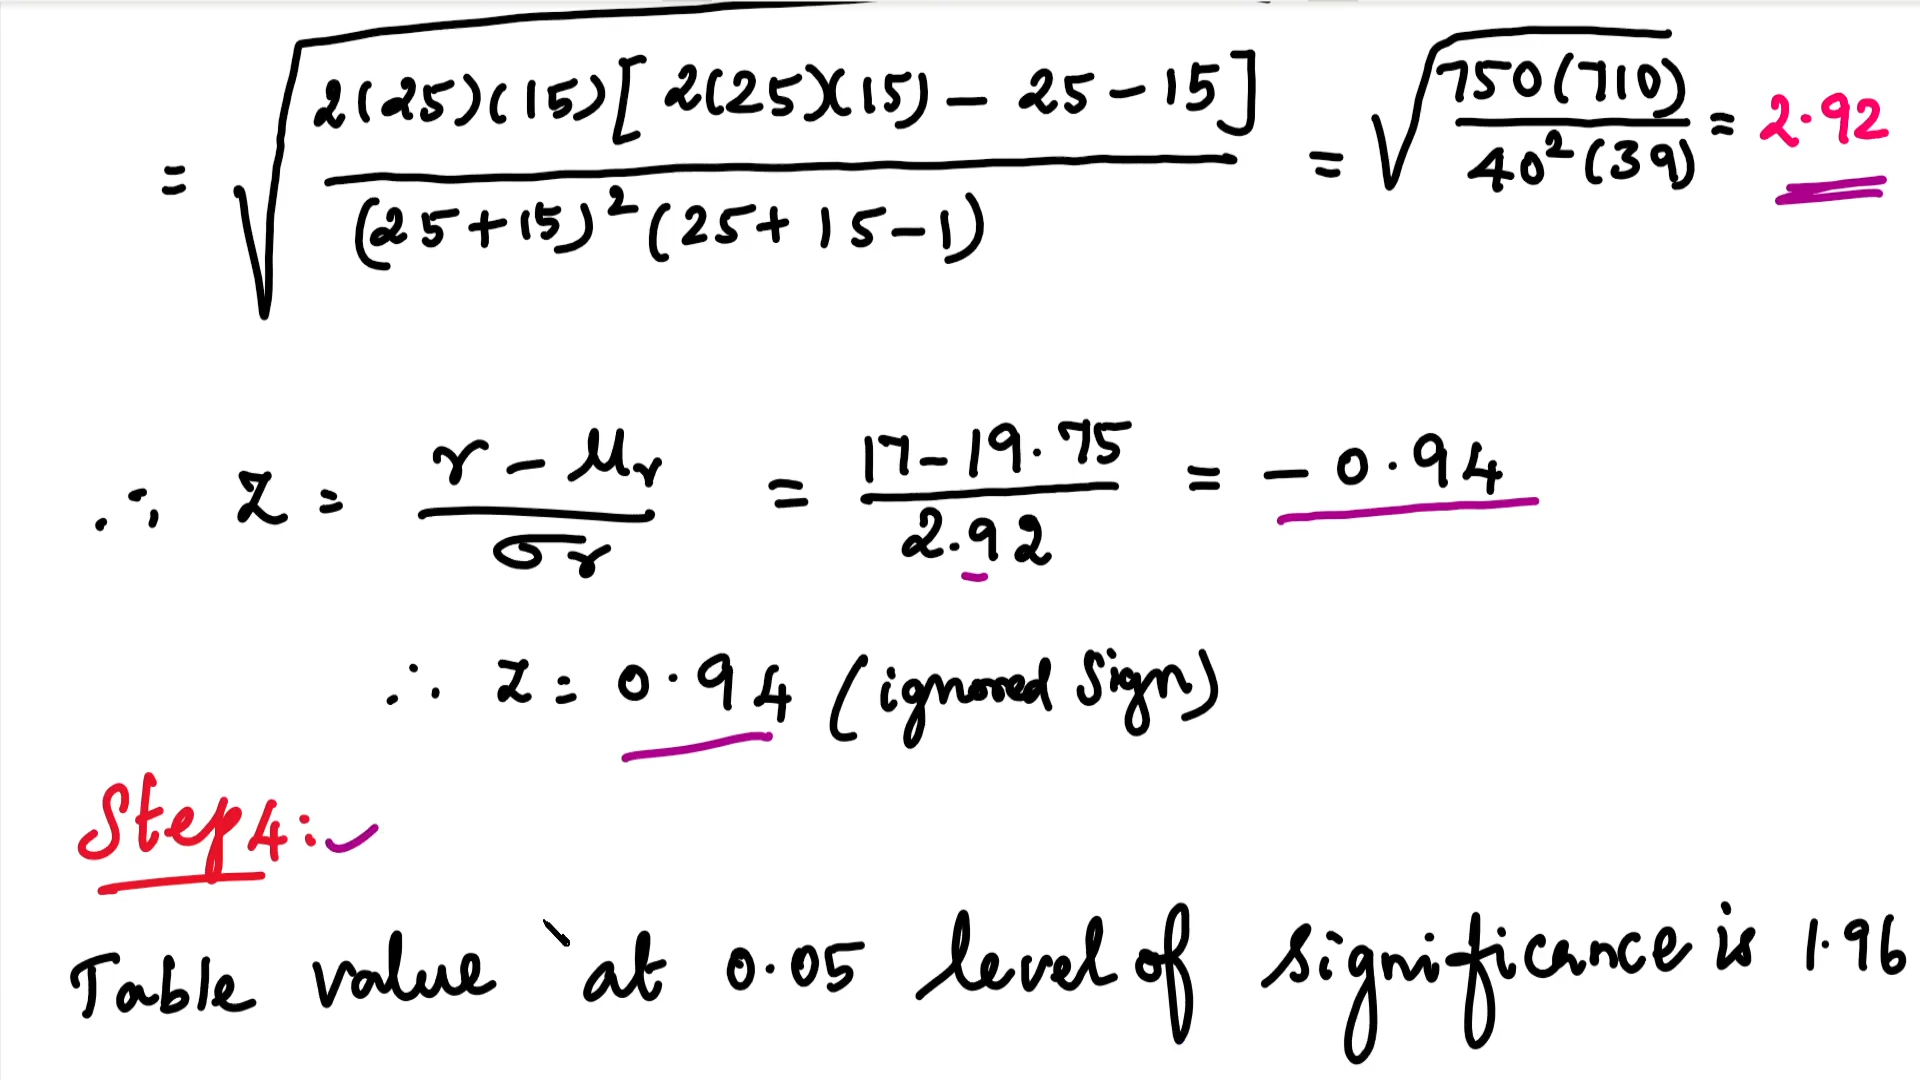 = √(2(25)(15)[2(25)(15) - 25 - 15] / (25+15)²(25+15-1)) = √(750(710) / 40²(39)) = 2.92
∴ z = (r - μr) / σr = (17 - 19.75) / 2.92 = - 0.94
∴ z = 0.94 (ignored Sign)
Step 4:
Table value at 0.05 level of significance is 1.96